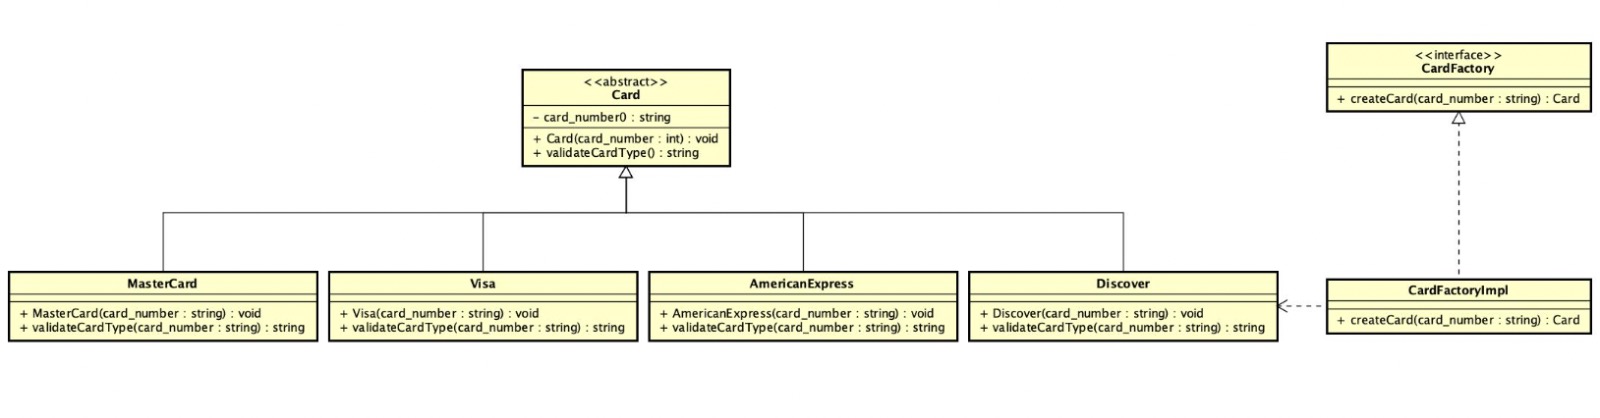 <<abstract>>
Card
- card_number0 : string
+ Card(card_number : int) : void
+ validateCardType() : string
<<interface>>
CardFactory
+ createCard(card_number : string) : Card
MasterCard
+ MasterCard(card_number : string) : void
+ validateCardType(card_number : string) : string
Visa
+ Visa(card_number : string) : void
+ validateCardType(card_number : string) : string
AmericanExpress
+ AmericanExpress(card_number : string) : void
+ validateCardType(card_number : string) : string
Discover
+ Discover(card_number : string) : void
+ validateCardType(card_number : string) : string
CardFactoryImpl
+ createCard(card_number : string) : Card